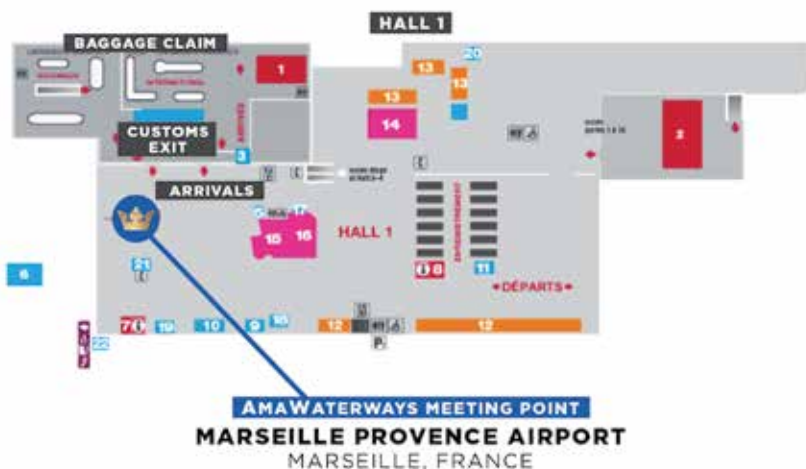 HALL 1
BAGGAGE CLAIM
20
1
13
13
13
14
2
CUSTOMS
EXIT
3
ARRIVALS
17
15
16
HALL 1
ENREGISTREMENT
6
21
8
11
DÉPARTS
7
19
10
9
18
12
12
22
P
AMAWATERWAYS MEETING POINT
MARSEILLE PROVENCE AIRPORT
MARSEILLE, FRANCE